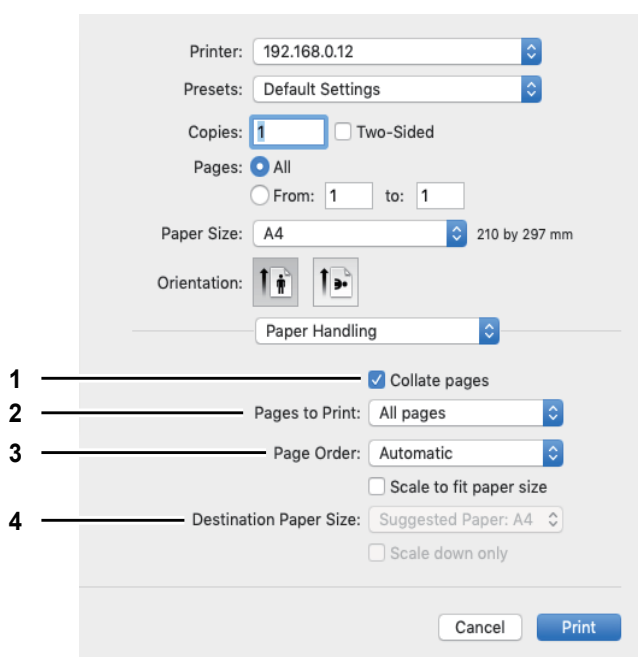 Printer: 192.168.0.12
Presets: Default Settings
Copies: 1 Two-Sided
Pages: All
From: 1 to: 1
Paper Size: A4 210 by 297 mm
Orientation:
Paper Handling
1 Collate pages
2 Pages to Print: All pages
3 Page Order: Automatic
Scale to fit paper size
4 Destination Paper Size: Suggested Paper: A4
Scale down only
Cancel Print